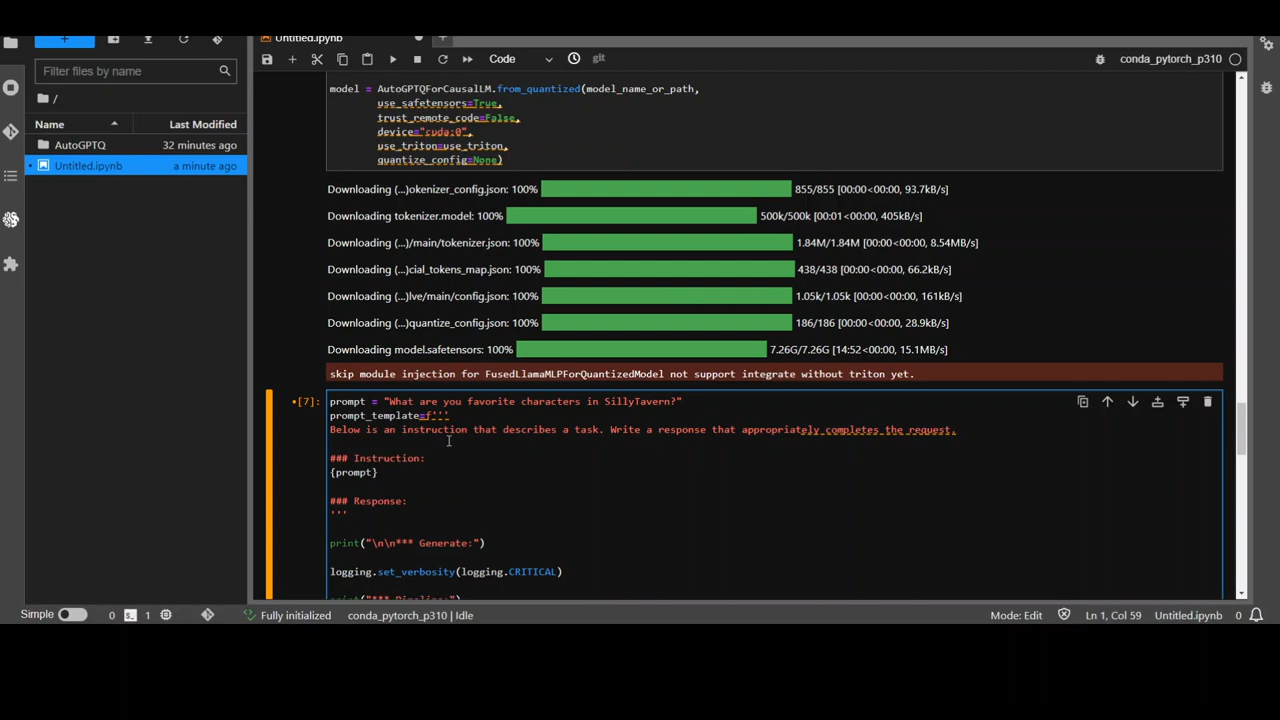 Untitled.ipynb
Code
git
conda_pytorch_p310
Filter files by name
/
Name
Last Modified
AutoGPTQ
32 minutes ago
Untitled.ipynb
a minute ago
model = AutoGPTQForCausalLM.from_quantized(model_name_or_path,
use_safetensors=True,
trust_remote_code=False,
device="cuda:0",
use_triton=use_triton,
quantize_config=None)
Downloading (...)okenizer_config.json: 100% 855/855 [00:00<00:00, 93.7kB/s]
Downloading tokenizer.model: 100% 500k/500k [00:01<00:00, 405kB/s]
Downloading (...)/main/tokenizer.json: 100% 1.84M/1.84M [00:00<00:00, 8.54MB/s]
Downloading (...)cial_tokens_map.json: 100% 438/438 [00:00<00:00, 66.2kB/s]
Downloading (...)lve/main/config.json: 100% 1.05k/1.05k [00:00<00:00, 161kB/s]
Downloading (...)quantize_config.json: 100% 186/186 [00:00<00:00, 28.9kB/s]
Downloading model.safetensors: 100% 7.26G/7.26G [14:52<00:00, 15.1MB/s]
skip module injection for FusedLlamaMLPForQuantizedModel not support integrate without triton yet.
[7]:
prompt = "What are you favorite characters in SillyTavern?"
prompt_template=f'''
Below is an instruction that describes a task. Write a response that appropriately completes the request.
### Instruction:
{prompt}
### Response:
'''
print("\n\n*** Generate:")
logging.set_verbosity(logging.CRITICAL)
print("*** Pipeline:")
Simple
0
1
Fully initialized
conda_pytorch_p310 | Idle
Mode: Edit
Ln 1, Col 59
Untitled.ipynb
0